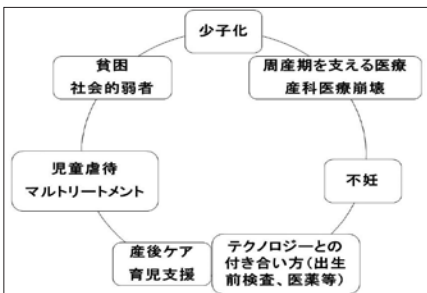 少子化
周産期を支える医療
産科医療崩壊
不妊
テクノロジーとの
付き合い方(出生
前検査、医薬等)
産後ケア
育児支援
児童虐待
マルトリートメント
貧困
社会的弱者